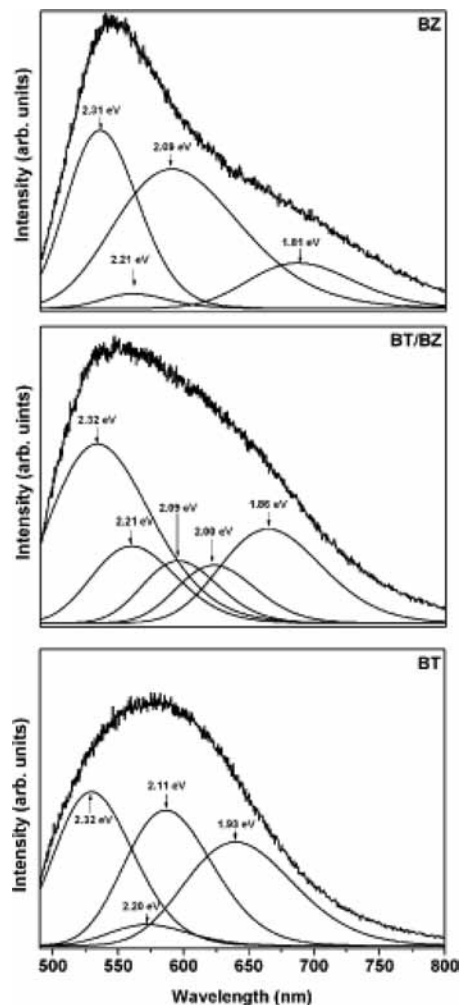 BZ
Intensity (arb. units)
2.31 eV
2.09 eV
2.21 eV
1.81 eV
BT/BZ
Intensity (arb. uints)
2.32 eV
2.21 eV
2.09 eV
2.00 eV
1.86 eV
BT
Intensity (arb. units)
2.32 eV
2.11 eV
1.93 eV
2.20 eV
500 550 600 650 700 750 800
Wavelength (nm)